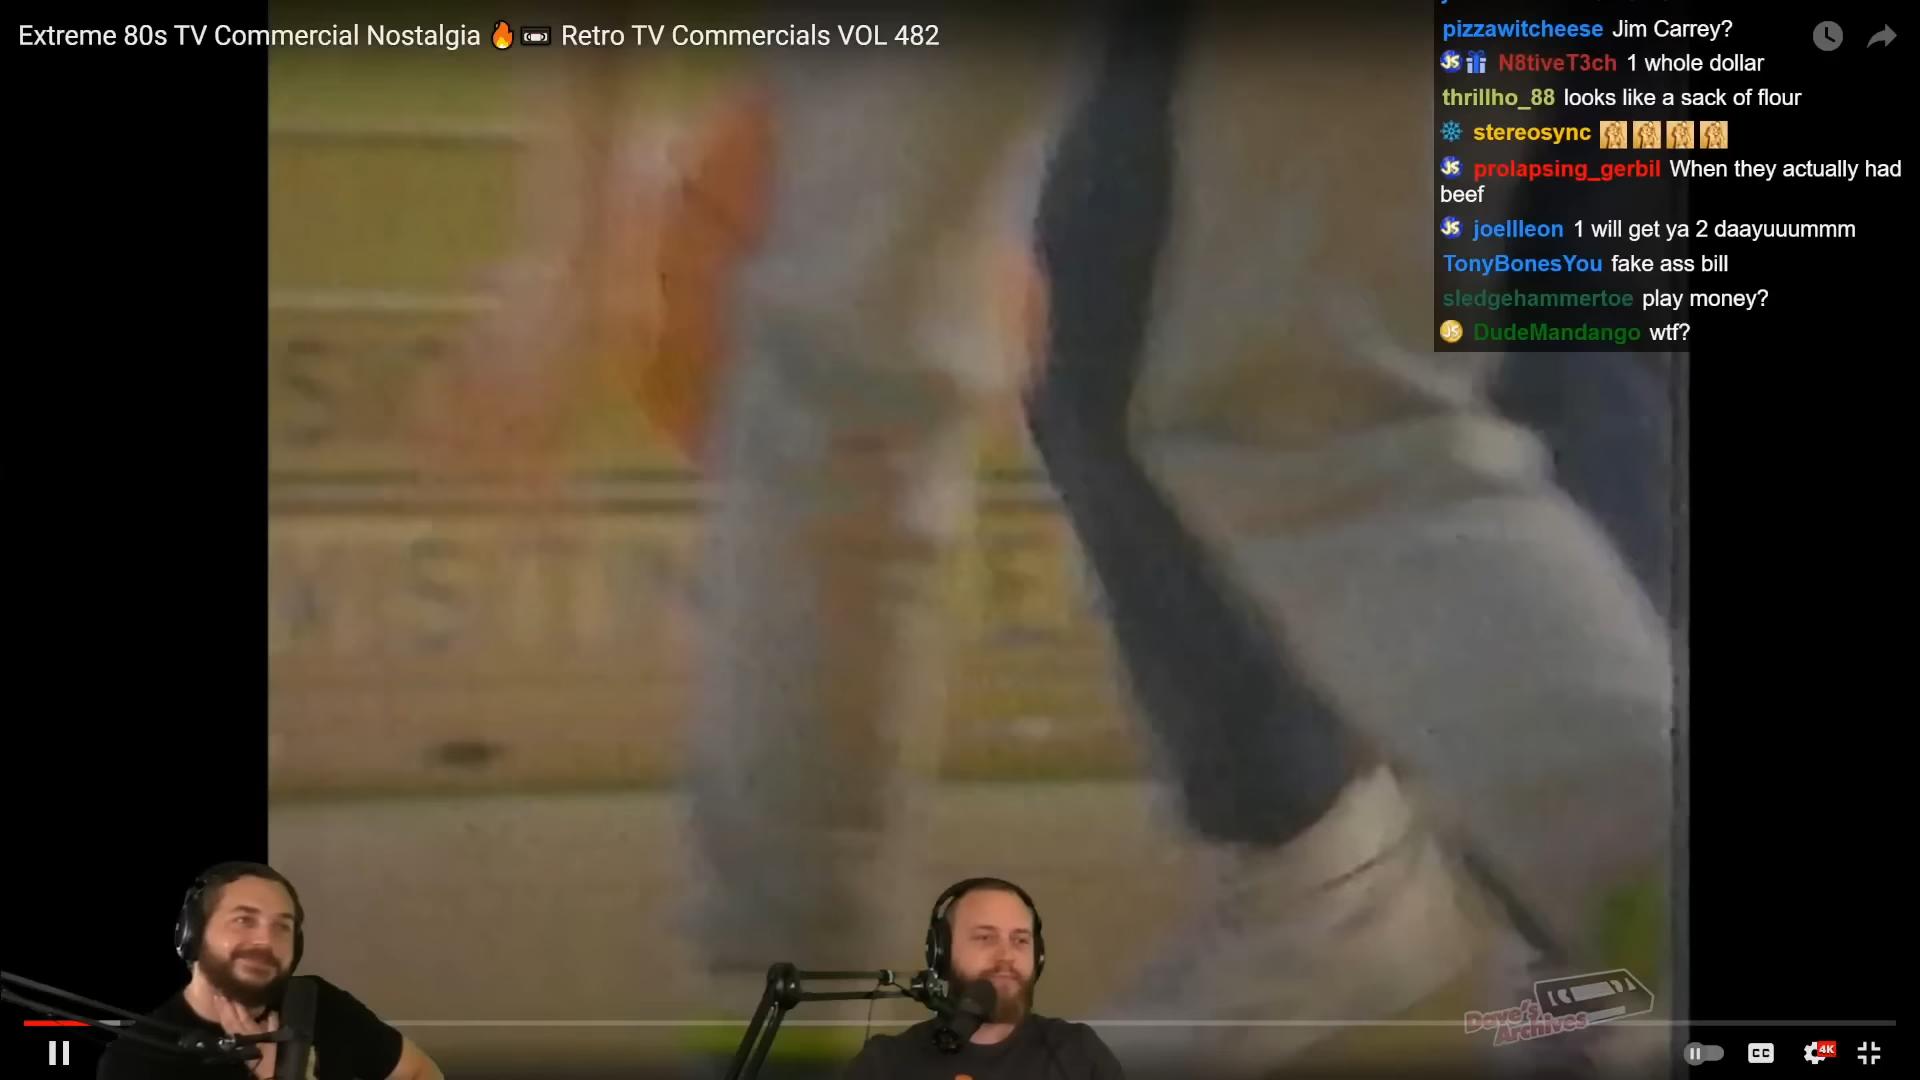 Extreme 80s TV Commercial Nostalgia 🔥📼 Retro TV Commercials VOL 482
pizzawitcheese Jim Carrey?
N8tiveT3ch 1 whole dollar
thrillho_88 looks like a sack of flour
stereosync
prolapsing_gerbil When they actually had
beef
joellleon 1 will get ya 2 daayuuummm
TonyBonesYou fake ass bill
sledgehammertoe play money?
DudeMandango wtf?
Dave's
Archives
CC
4K